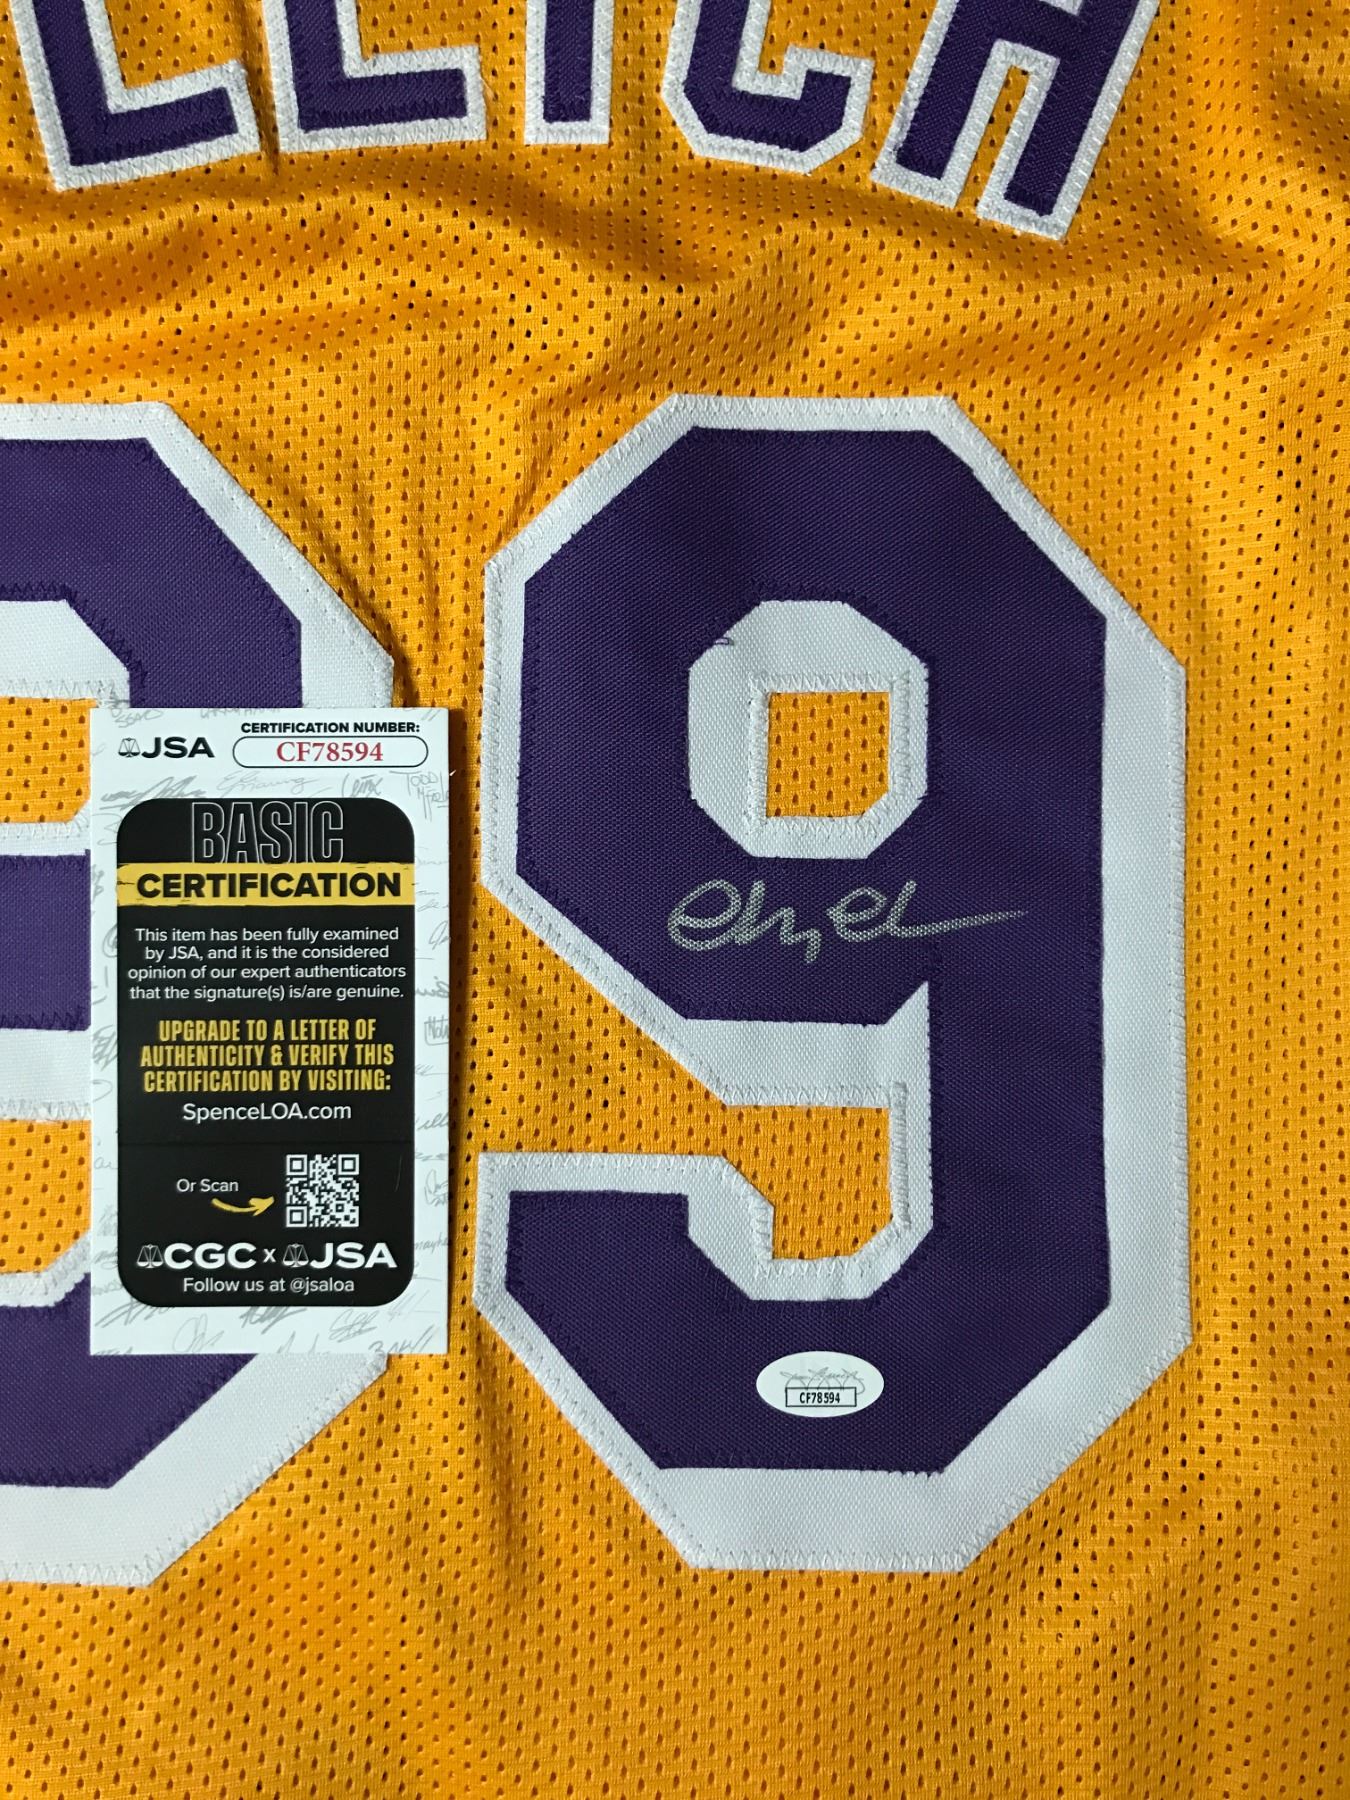 LLICH
9
JSA
CERTIFICATION NUMBER:
CF78594
BASIC
CERTIFICATION
This item has been fully examined
by JSA, and it is the considered
opinion of our expert authenticators
that the signature(s) is/are genuine.
UPGRADE TO A LETTER OF
AUTHENTICITY & VERIFY THIS
CERTIFICATION BY VISITING:
SpenceLOA.com
Or Scan
CGC x JSA
Follow us at @jsaloa
CF78594